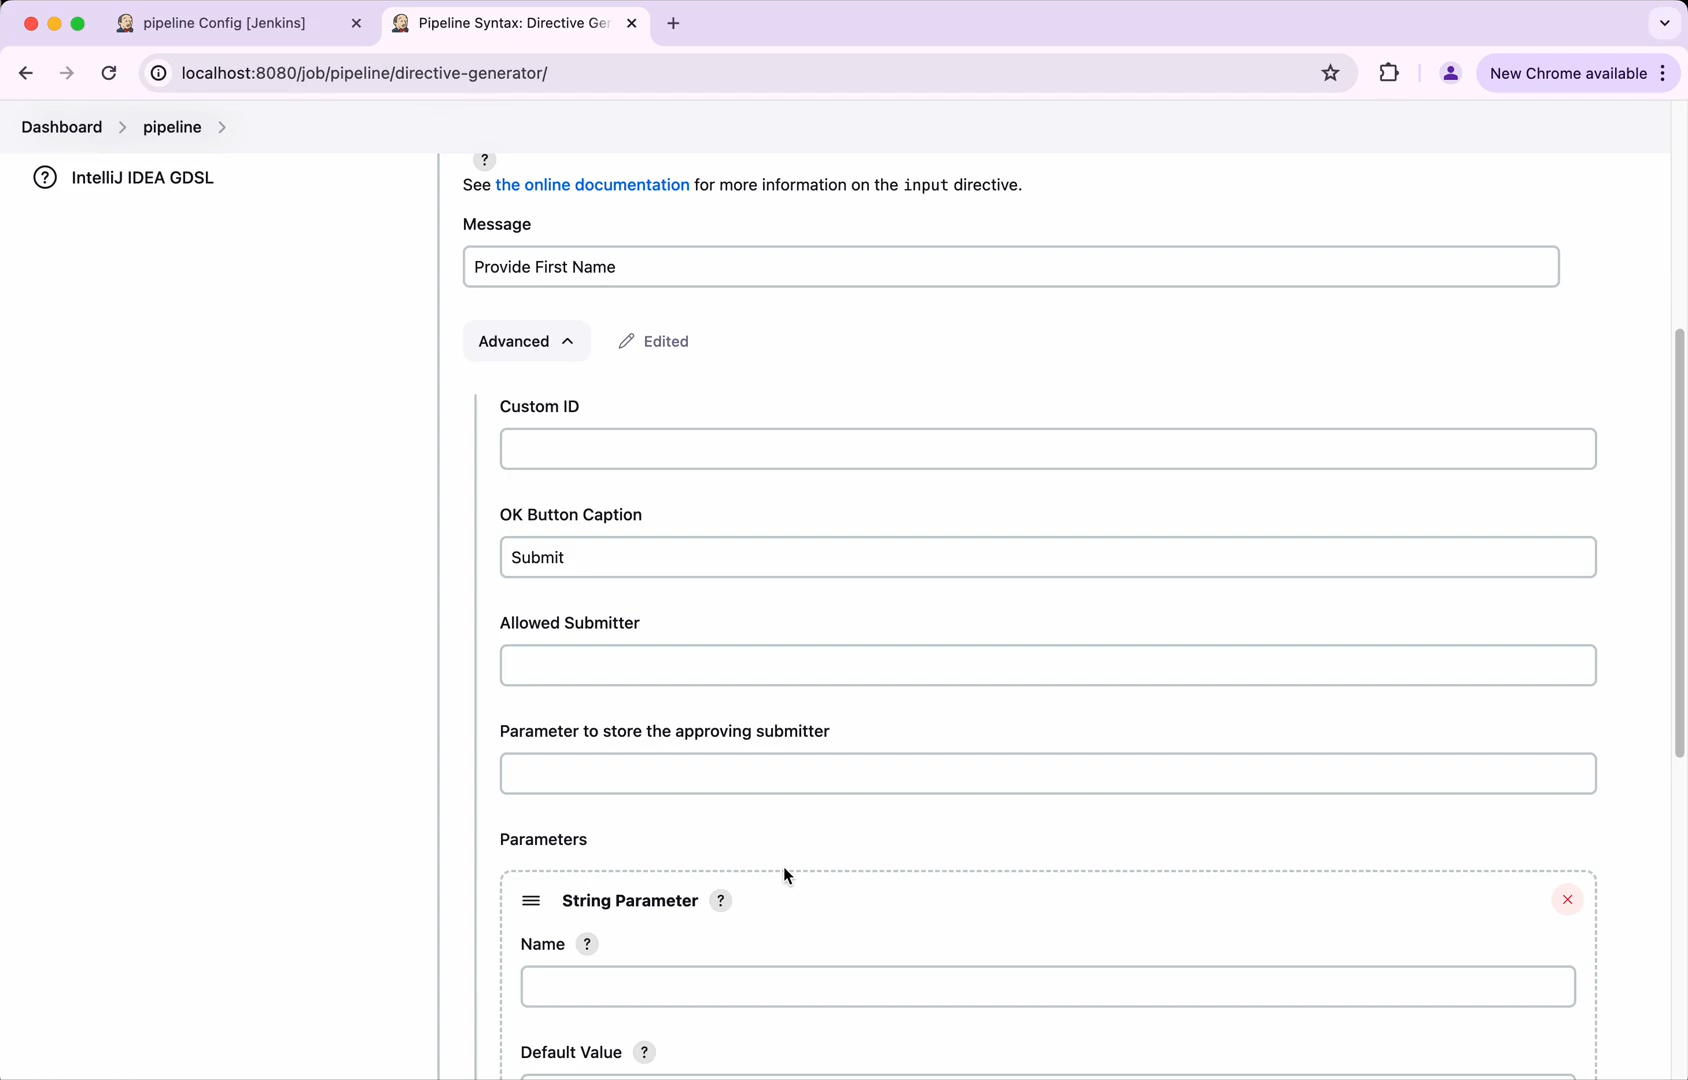 pipeline Config [Jenkins]
Pipeline Syntax: Directive Ge
localhost:8080/job/pipeline/directive-generator/
New Chrome available
Dashboard
pipeline
? IntelliJ IDEA GDSL
?
See the online documentation for more information on the input directive.
Message
Provide First Name
Advanced
Edited
Custom ID
OK Button Caption
Submit
Allowed Submitter
Parameter to store the approving submitter
Parameters
String Parameter ?
Name ?
Default Value ?